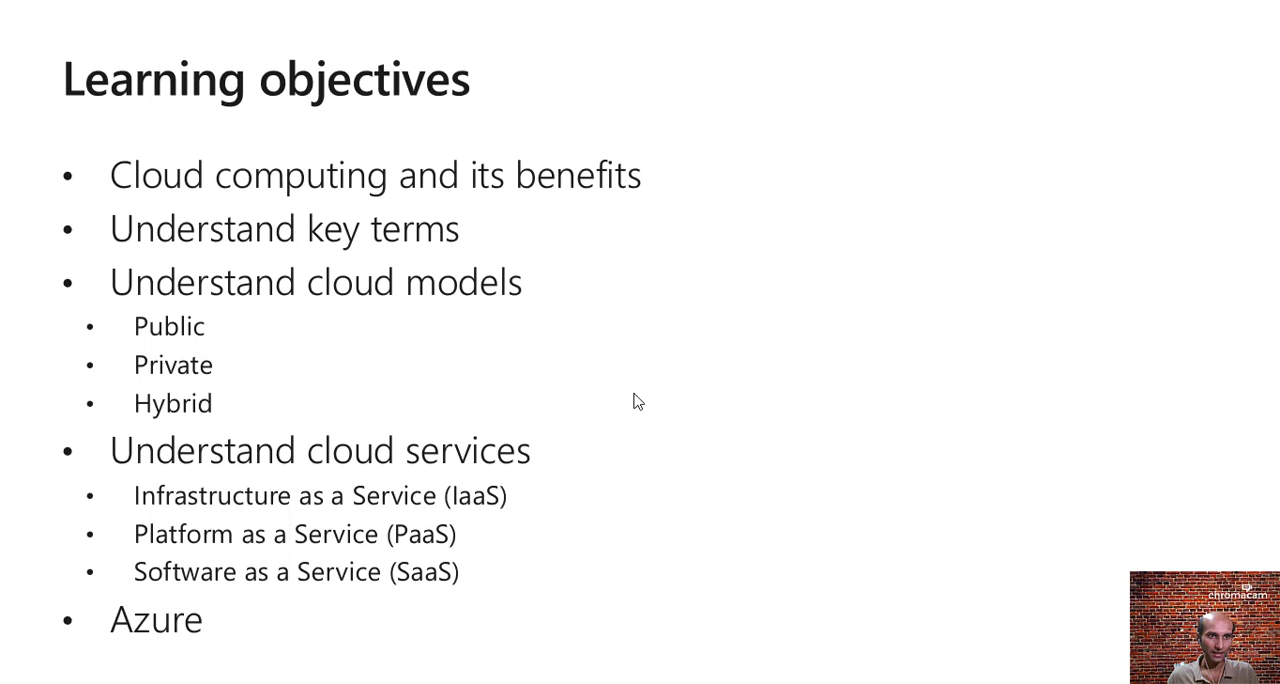 Learning objectives
• Cloud computing and its benefits
• Understand key terms
• Understand cloud models
• Public
• Private
• Hybrid
• Understand cloud services
• Infrastructure as a Service (IaaS)
• Platform as a Service (PaaS)
• Software as a Service (SaaS)
• Azure
chromacam